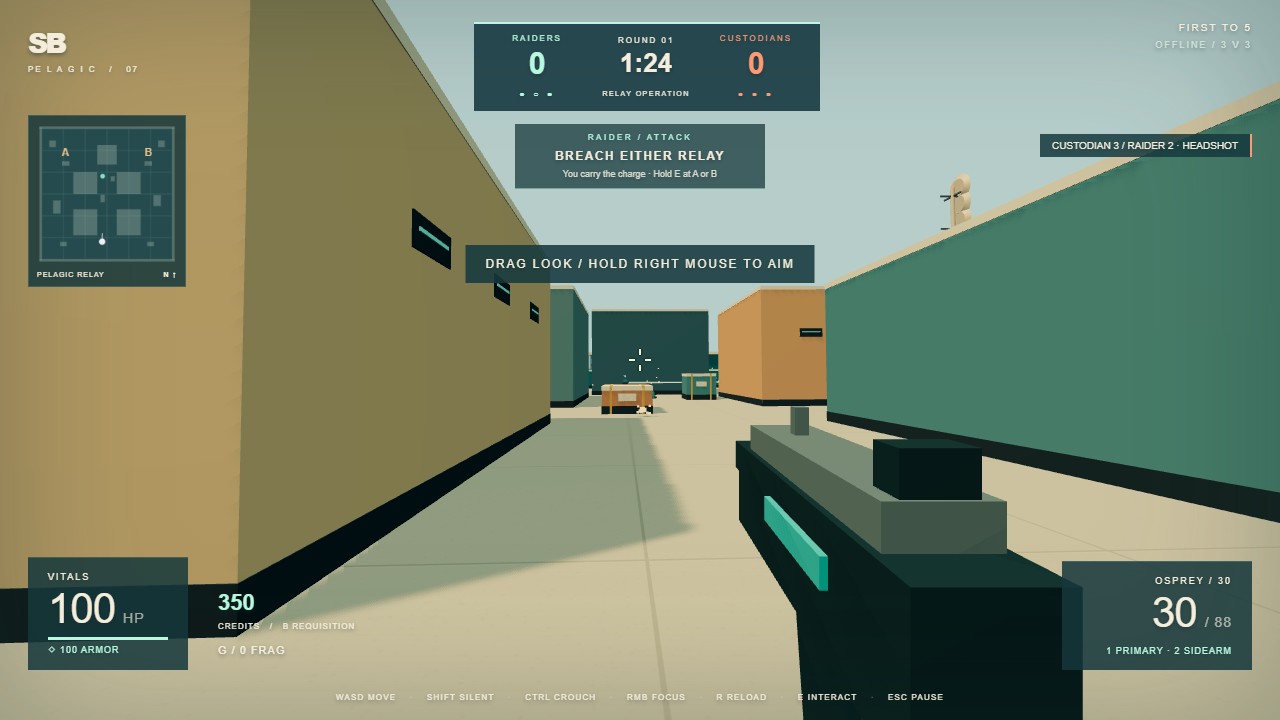 SB
PELAGIC / 07
RAIDERS
0
ROUND 01
1:24
RELAY OPERATION
CUSTODIANS
0
FIRST TO 5
OFFLINE / 3 V 3
RAIDER / ATTACK
BREACH EITHER RELAY
You carry the charge · Hold E at A or B
CUSTODIAN 3 / RAIDER 2 · HEADSHOT
A B
PELAGIC RELAY N ↑
DRAG LOOK / HOLD RIGHT MOUSE TO AIM
VITALS
100 HP
◇ 100 ARMOR
350
CREDITS / B REQUISITION
G / 0 FRAG
OSPREY / 30
30 / 88
1 PRIMARY · 2 SIDEARM
WASD MOVE · SHIFT SILENT · CTRL CROUCH · RMB FOCUS · R RELOAD · E INTERACT · ESC PAUSE